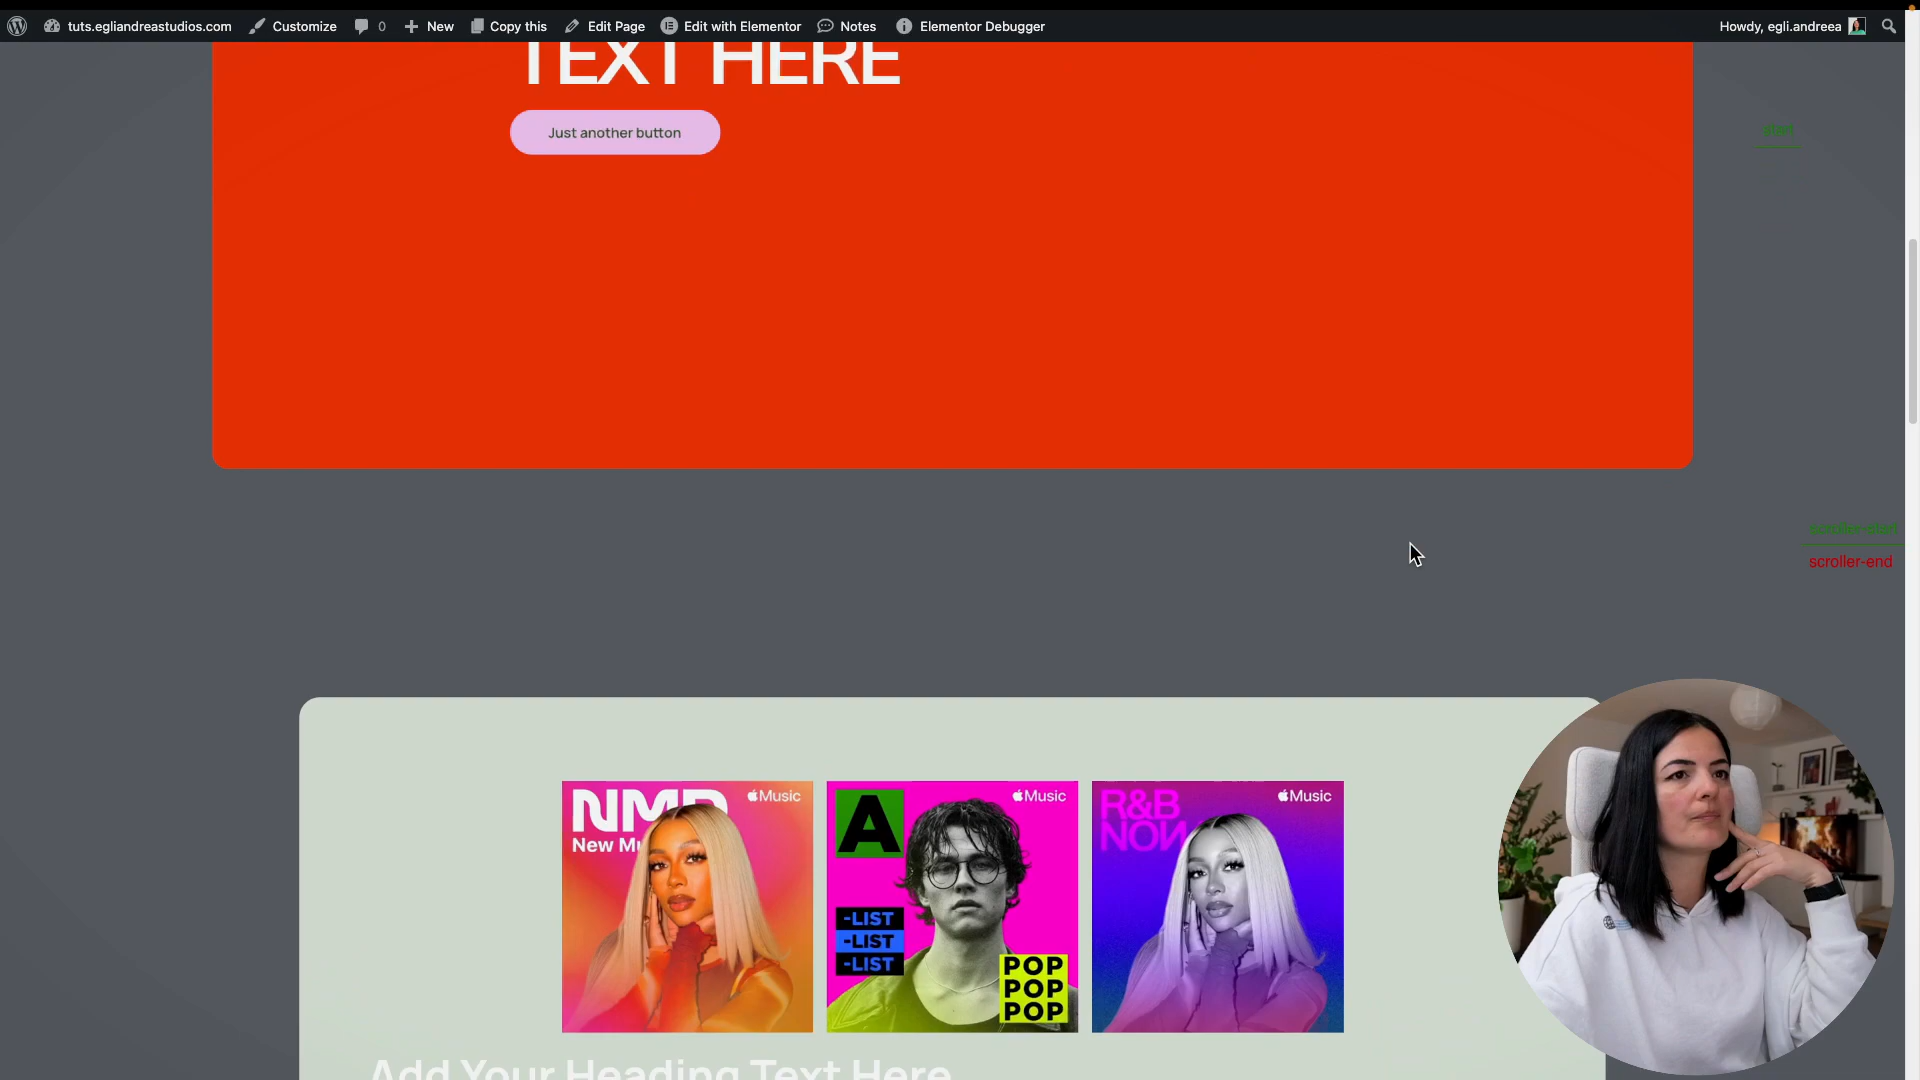 tuts.egliandreastudios.com Customize 0 New Copy this Edit Page Edit with Elementor Notes Elementor Debugger Howdy, egli.andreea
TEXT HERE
Just another button
start
scroller-start
scroller-end
Music
New Mu
A
-LIST
-LIST
-LIST
Music
POP
POP
POP
R&B
NOW
Music
Add Your Heading Text Here